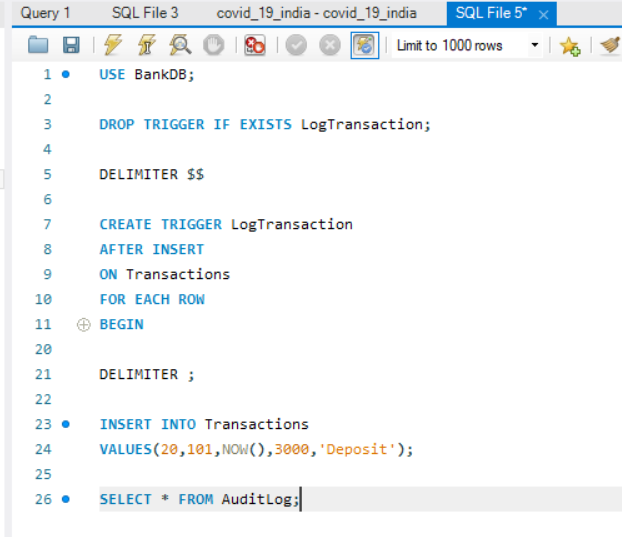 Query 1 SQL File 3 covid_19_india - covid_19_india SQL File 5* ×
Limit to 1000 rows
1 USE BankDB;
2
3 DROP TRIGGER IF EXISTS LogTransaction;
4
5 DELIMITER $$
6
7 CREATE TRIGGER LogTransaction
8 AFTER INSERT
9 ON Transactions
10 FOR EACH ROW
11 BEGIN
20
21 DELIMITER ;
22
23 INSERT INTO Transactions
24 VALUES(20,101,NOW(),3000,'Deposit');
25
26 SELECT * FROM AuditLog;